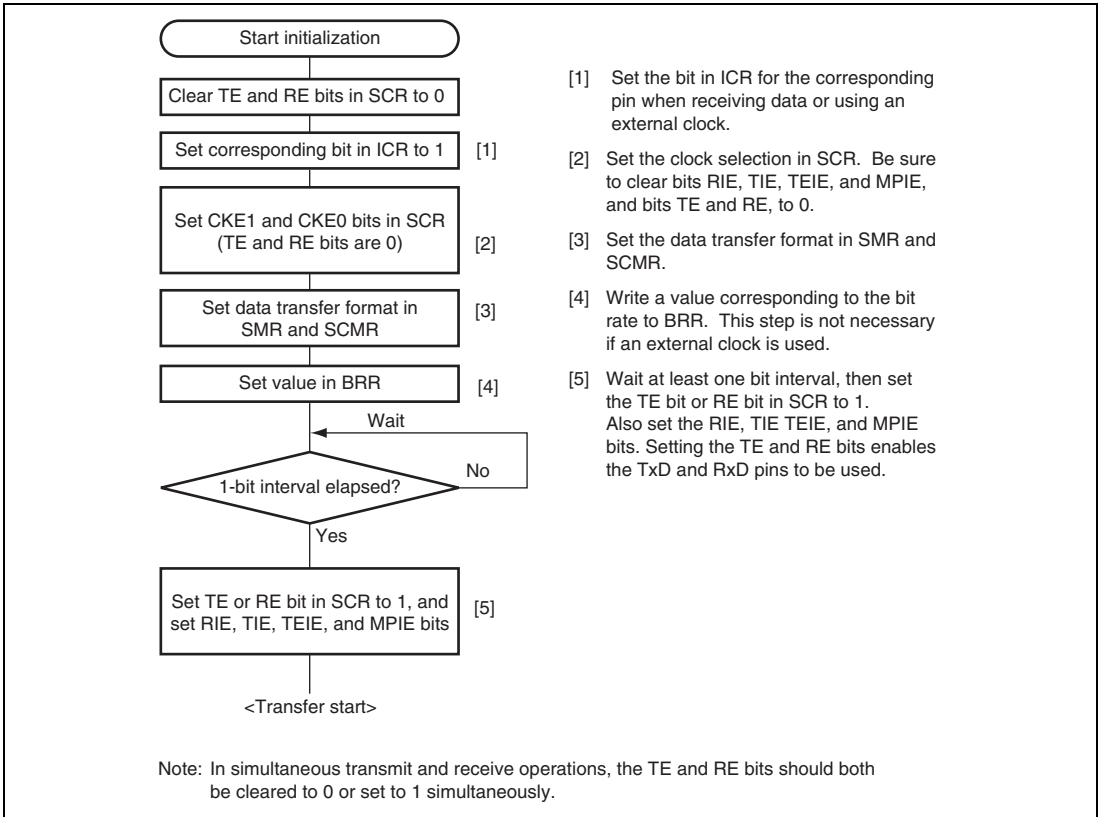 Start initialization
Clear TE and RE bits in SCR to 0
Set corresponding bit in ICR to 1
[1]
Set CKE1 and CKE0 bits in SCR
(TE and RE bits are 0)
[2]
Set data transfer format in
SMR and SCMR
[3]
Set value in BRR
[4]
Wait
1-bit interval elapsed?
No
Yes
Set TE or RE bit in SCR to 1, and
set RIE, TIE, TEIE, and MPIE bits
[5]
<Transfer start>
[1] Set the bit in ICR for the corresponding
pin when receiving data or using an
external clock.
[2] Set the clock selection in SCR. Be sure
to clear bits RIE, TIE, TEIE, and MPIE,
and bits TE and RE, to 0.
[3] Set the data transfer format in SMR and
SCMR.
[4] Write a value corresponding to the bit
rate to BRR. This step is not necessary
if an external clock is used.
[5] Wait at least one bit interval, then set
the TE bit or RE bit in SCR to 1.
Also set the RIE, TIE TEIE, and MPIE
bits. Setting the TE and RE bits enables
the TxD and RxD pins to be used.
Note: In simultaneous transmit and receive operations, the TE and RE bits should both
be cleared to 0 or set to 1 simultaneously.